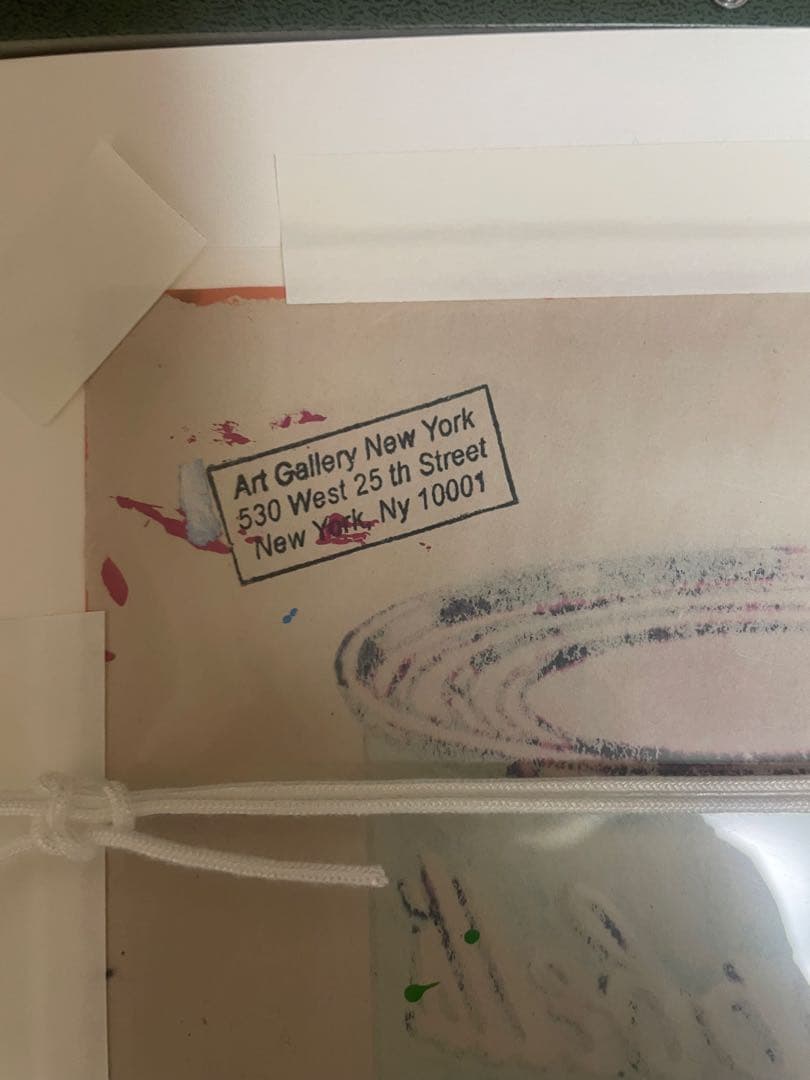 Art Gallery New York
530 West 25 th Street
New York, Ny 10001